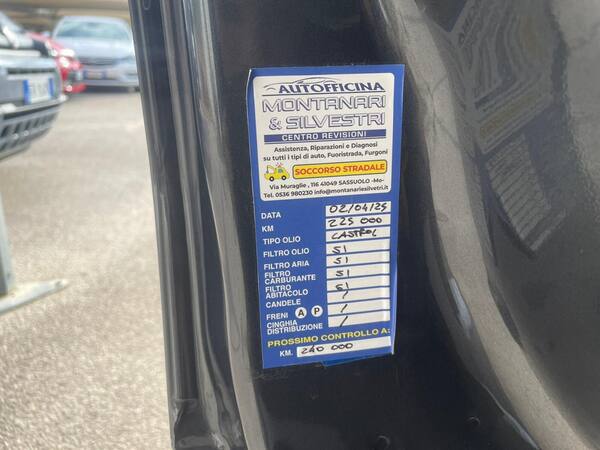 AUTOFFICINA
MONTANARI
& SILVESTRI
CENTRO REVISIONI
Assistenza, Riparazioni e Diagnosi
su tutti i tipi di auto, Fuoristrada, Furgoni
SOCCORSO STRADALE
Via Muraglie, 116 41049 SASSUOLO -Mo-
Tel. 0536 980230 info@montanariesilvestri.it
DATA 02/04/25
KM 225 000
TIPO OLIO CASTROL
FILTRO OLIO SI
FILTRO ARIA SI
FILTRO CARBURANTE SI
FILTRO ABITACOLO SI
CANDELE /
FRENI A P /
CINGHIA DISTRIBUZIONE /
PROSSIMO CONTROLLO A:
KM. 240 000